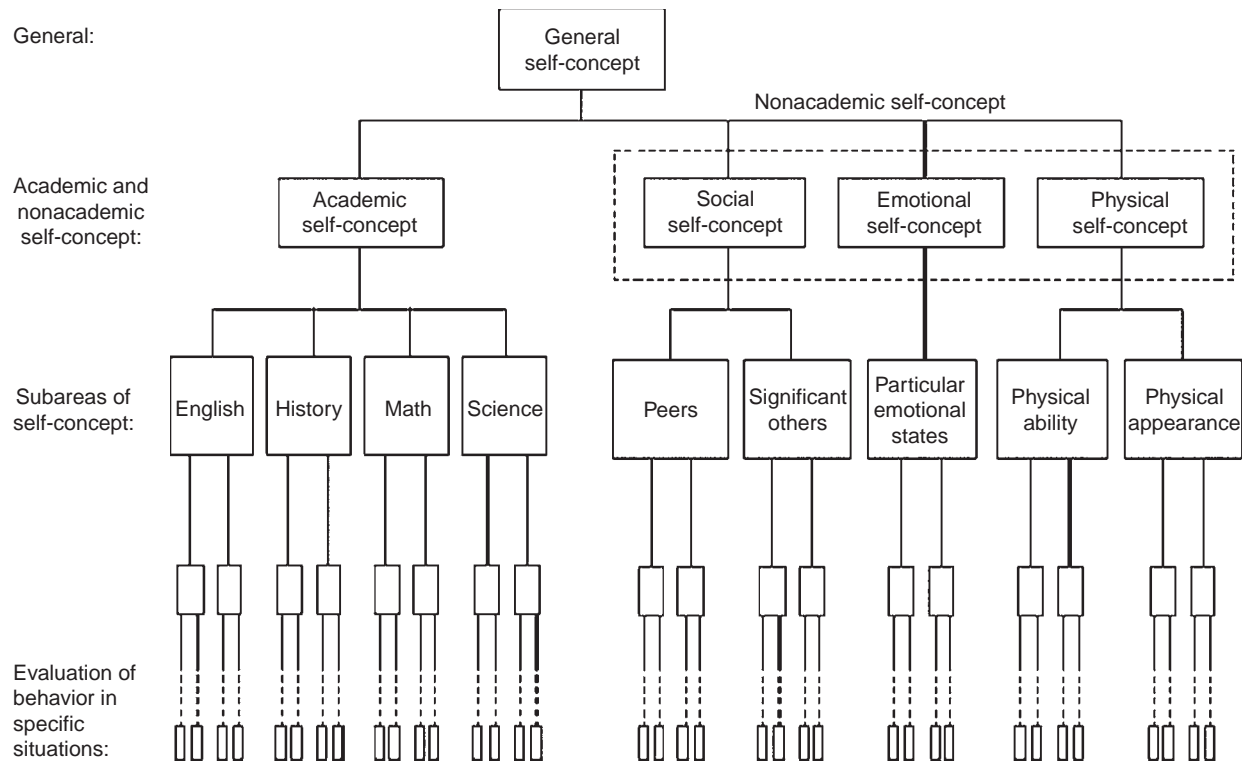 General:
General
self-concept
Nonacademic self-concept
Academic and
nonacademic
self-concept:
Academic
self-concept
Social
self-concept
Emotional
self-concept
Physical
self-concept
Subareas of
self-concept:
English
History
Math
Science
Peers
Significant
others
Particular
emotional
states
Physical
ability
Physical
appearance
Evaluation of
behavior in
specific
situations: